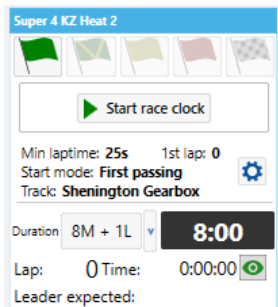 Super 4 KZ Heat 2
Start race clock
Min laptime: 25s 1st lap: 0
Start mode: First passing
Track: Shenington Gearbox
Duration 8M + 1L v 8:00
Lap: 0 Time: 0:00:00
Leader expected: